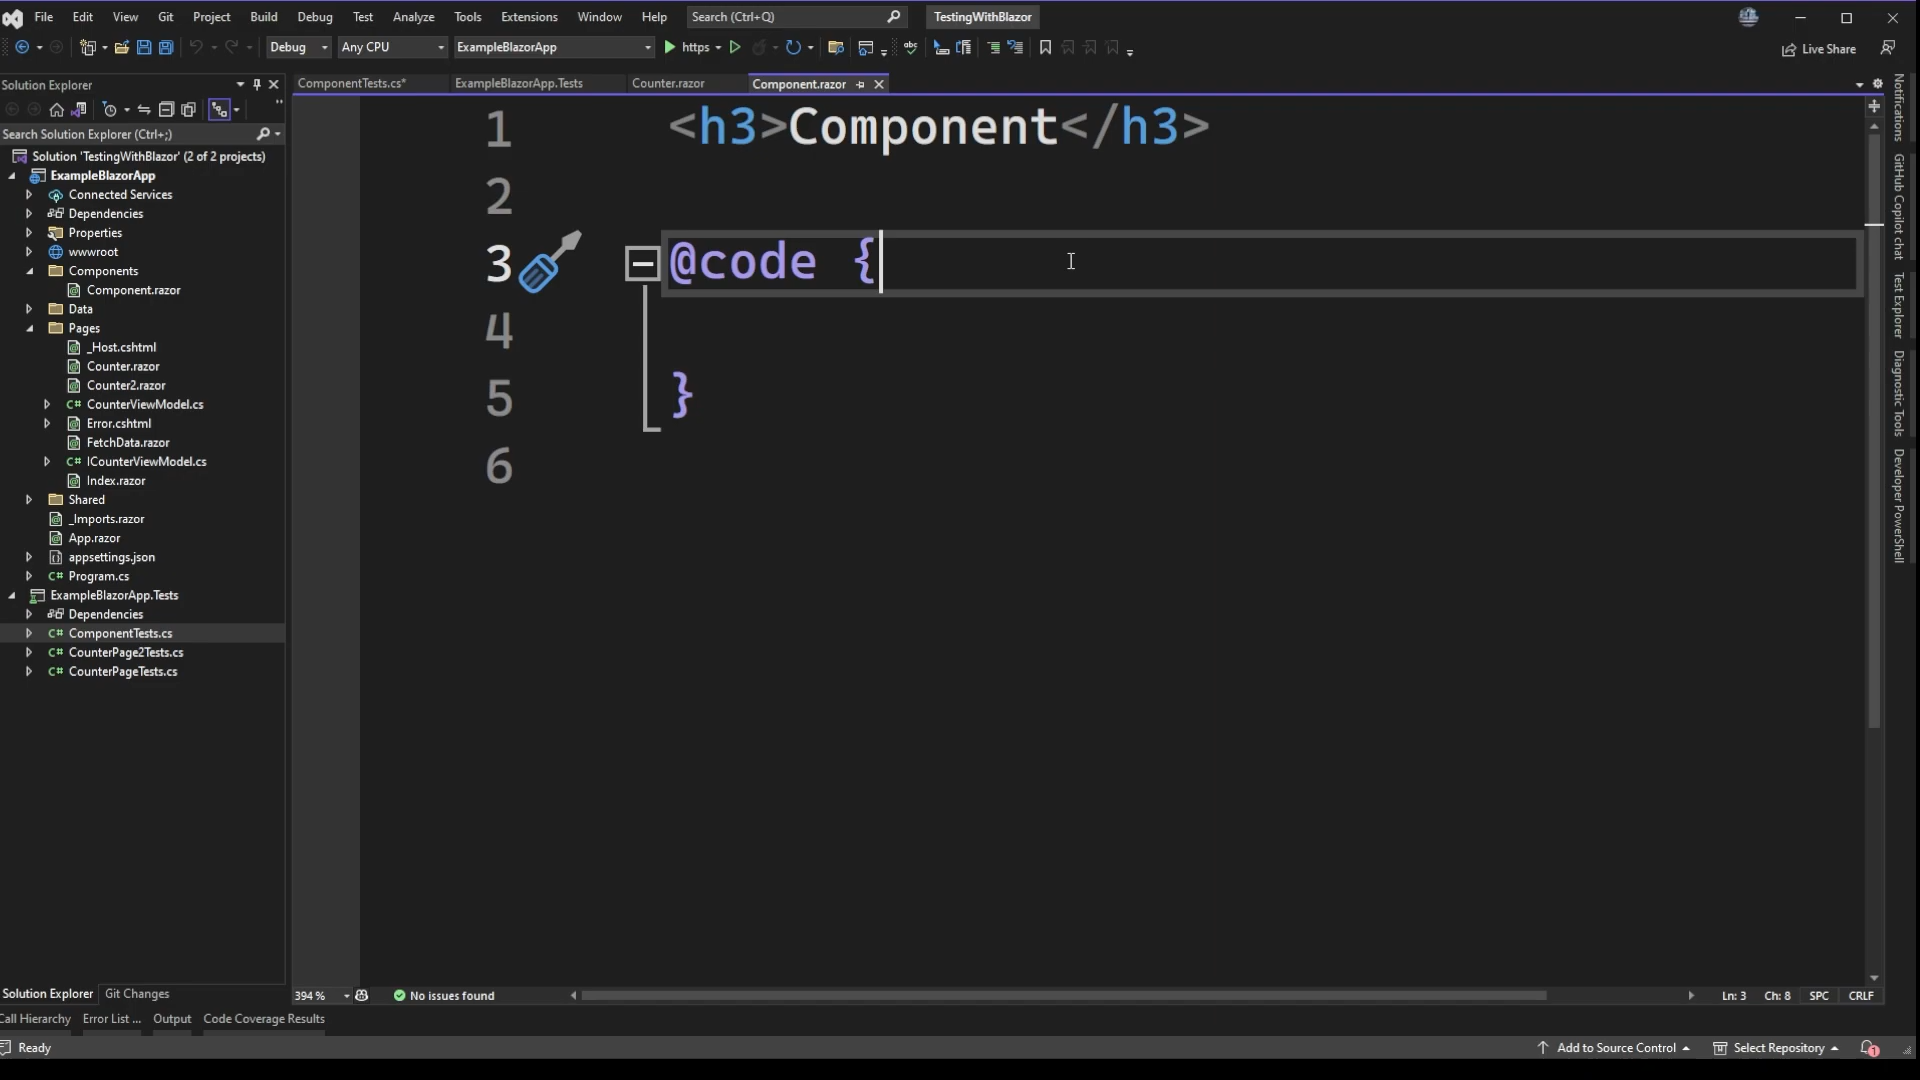 File Edit View Git Project Build Debug Test Analyze Tools Extensions Window Help Search (Ctrl+Q) TestingWithBlazor
Debug Any CPU ExampleBlazorApp https Live Share
Solution Explorer
ComponentTests.cs* ExampleBlazorApp.Tests Counter.razor Component.razor
Search Solution Explorer (Ctrl+;)
Solution 'TestingWithBlazor' (2 of 2 projects)
ExampleBlazorApp
Connected Services
Dependencies
Properties
wwwroot
Components
Component.razor
Data
Pages
_Host.cshtml
Counter.razor
Counter2.razor
CounterViewModel.cs
Error.cshtml
FetchData.razor
ICounterViewModel.cs
Index.razor
Shared
_Imports.razor
App.razor
appsettings.json
Program.cs
ExampleBlazorApp.Tests
Dependencies
ComponentTests.cs
CounterPage2Tests.cs
CounterPageTests.cs
1 <h3>Component</h3>
2
3 @code {
4
5 }
6
Notifications
GitHub Copilot chat
Test Explorer
Diagnostic Tools
Developer PowerShell
Solution Explorer Git Changes
394 % No issues found Ln: 3 Ch: 8 SPC CRLF
Call Hierarchy Error List ... Output Code Coverage Results
Ready Add to Source Control Select Repository 1